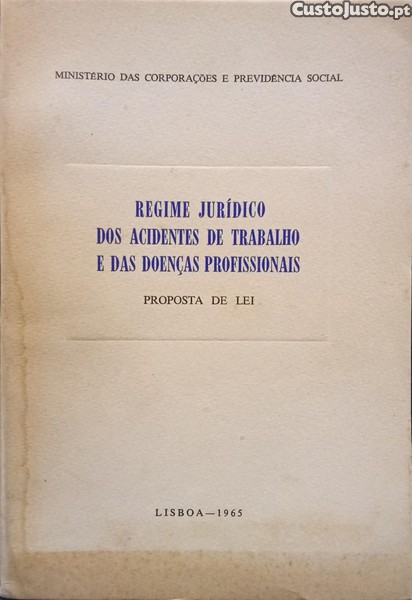 CustoJusto.pt
MINISTÉRIO DAS CORPORAÇÕES E PREVIDÊNCIA SOCIAL
REGIME JURÍDICO
DOS ACIDENTES DE TRABALHO
E DAS DOENÇAS PROFISSIONAIS
PROPOSTA DE LEI
LISBOA—1965